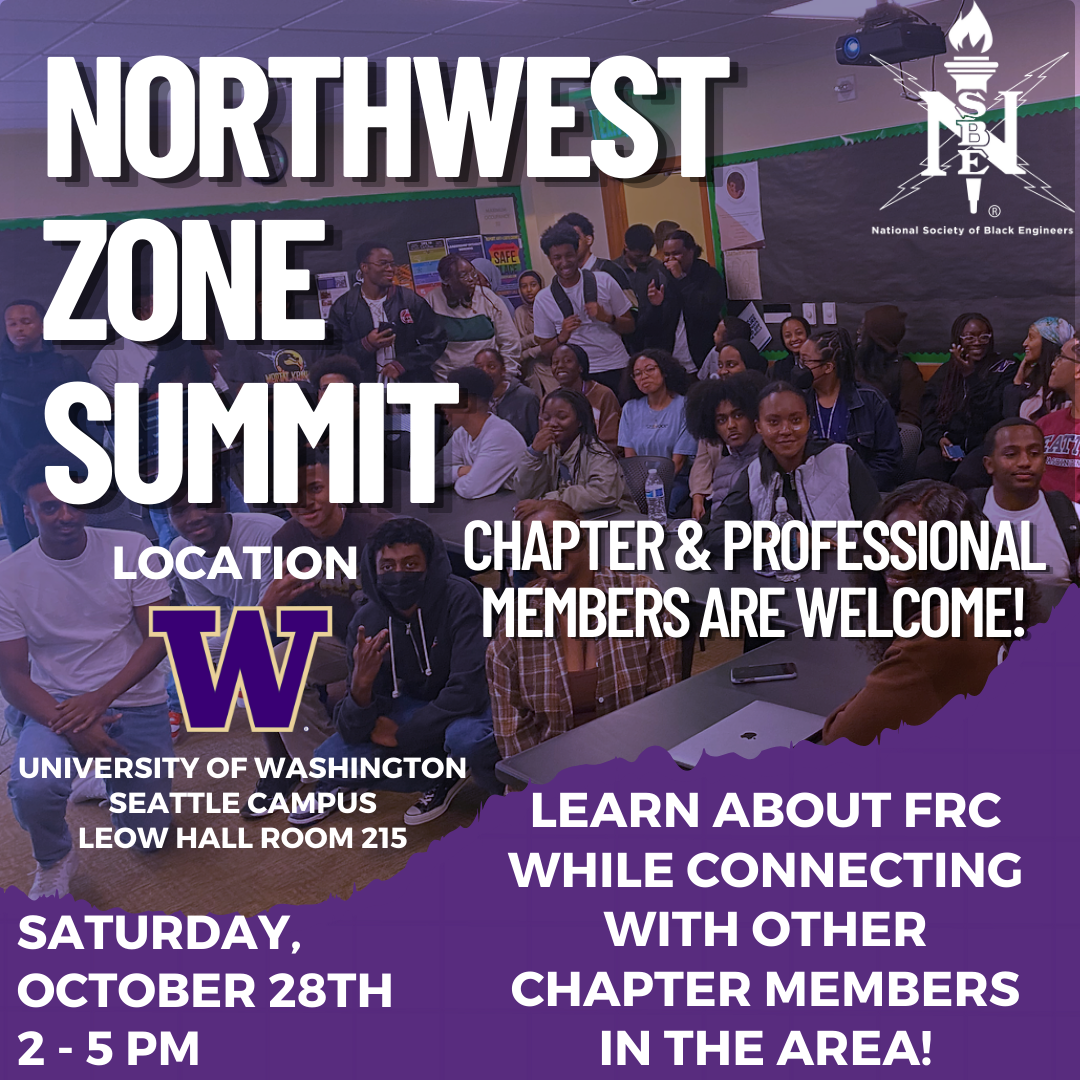 NORTHWEST
ZONE
SUMMIT
N SBE
®
National Society of Black Engineers
SAFE
CHAPTER & PROFESSIONAL
MEMBERS ARE WELCOME!
LOCATION
W
UNIVERSITY OF WASHINGTON
SEATTLE CAMPUS
LEOW HALL ROOM 215
LEARN ABOUT FRC
WHILE CONNECTING
WITH OTHER
CHAPTER MEMBERS
IN THE AREA!
SATURDAY,
OCTOBER 28TH
2 - 5 PM